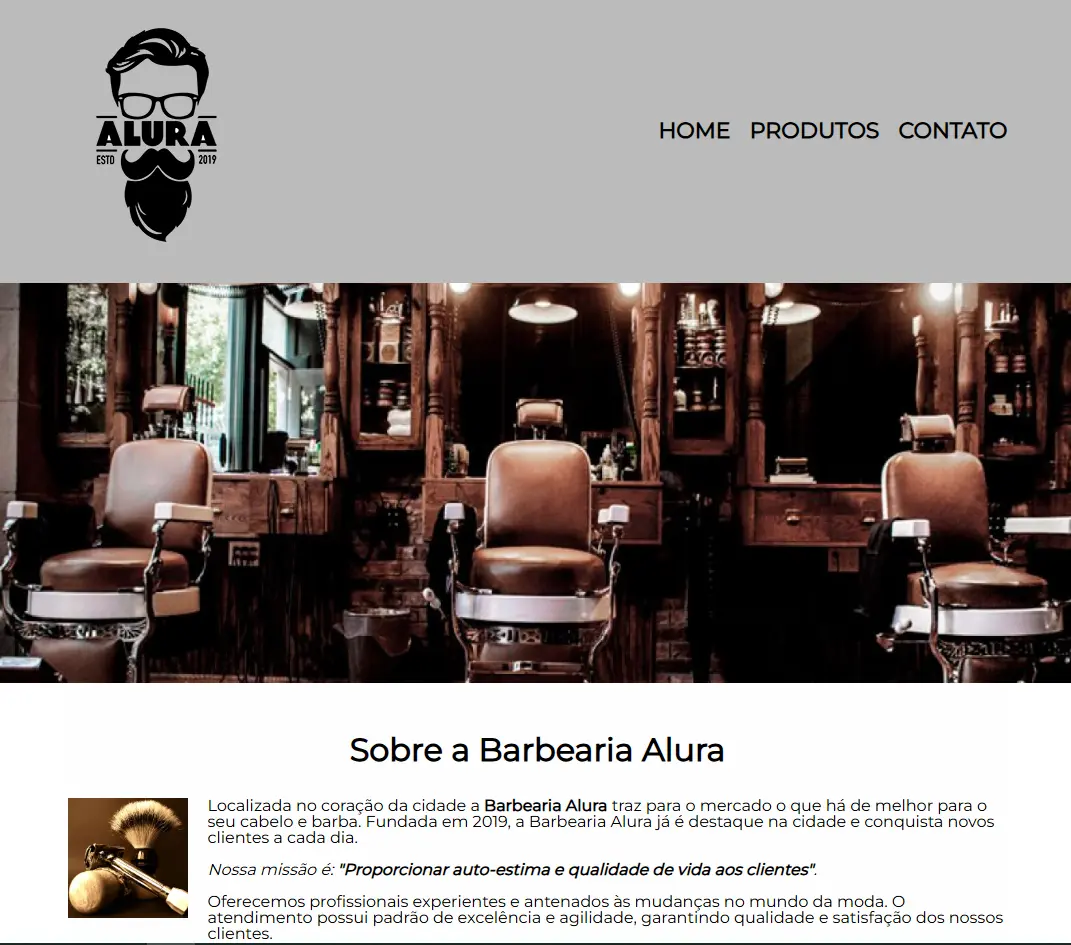 ALURA
ESTD 2019
HOME PRODUTOS CONTATO
Sobre a Barbearia Alura
Localizada no coração da cidade a Barbearia Alura traz para o mercado o que há de melhor para o
seu cabelo e barba. Fundada em 2019, a Barbearia Alura já é destaque na cidade e conquista novos
clientes a cada dia.
Nossa missão é: "Proporcionar auto-estima e qualidade de vida aos clientes".
Oferecemos profissionais experientes e antenados às mudanças no mundo da moda. O
atendimento possui padrão de excelência e agilidade, garantindo qualidade e satisfação dos nossos
clientes.